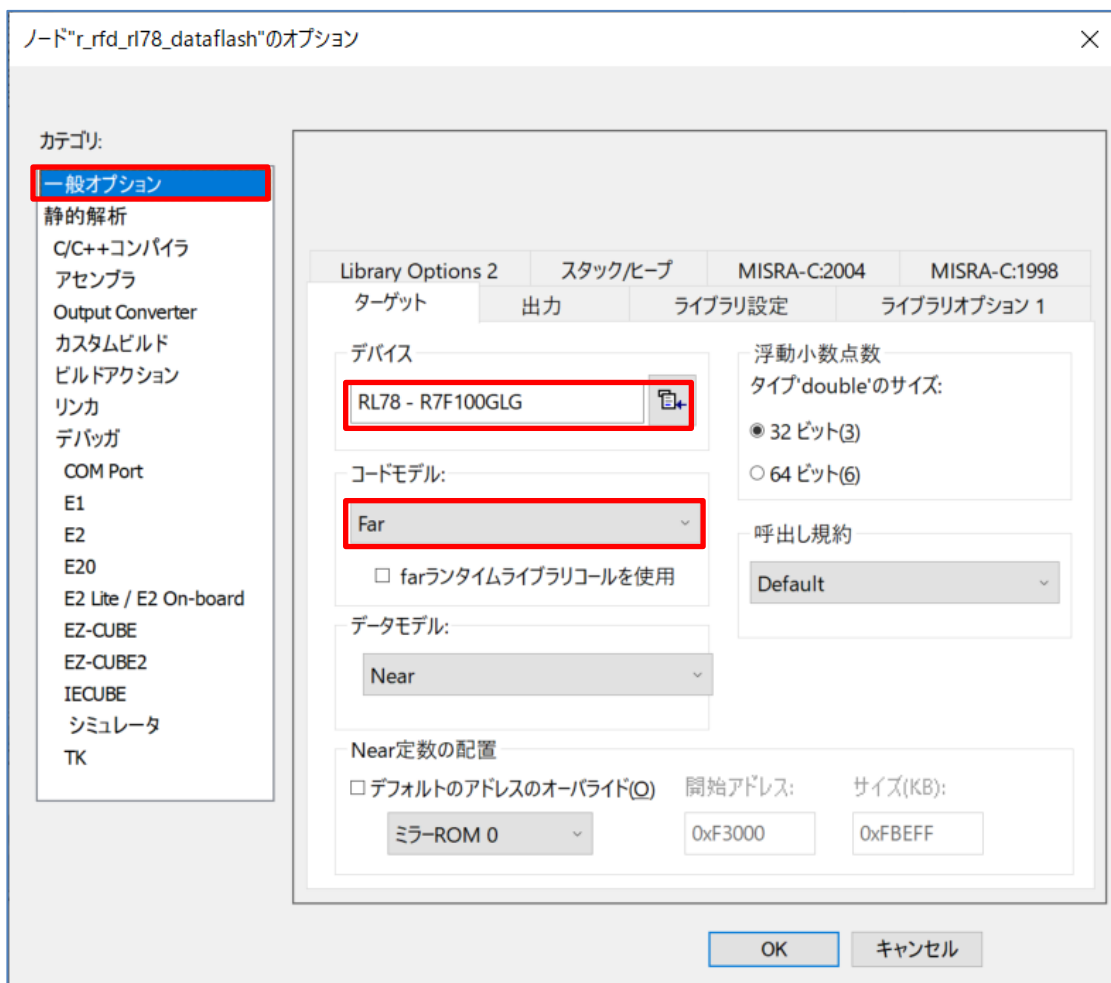 ノード"r_rfd_rl78_dataflash"のオプション
カテゴリ:
一般オプション
静的解析
C/C++コンパイラ
アセンブラ
Output Converter
カスタムビルド
ビルドアクション
リンカ
デバッガ
COM Port
E1
E2
E20
E2 Lite / E2 On-board
EZ-CUBE
EZ-CUBE2
IECUBE
シミュレータ
TK
Library Options 2 スタック/ヒープ MISRA-C:2004 MISRA-C:1998
ターゲット 出力 ライブラリ設定 ライブラリオプション 1
デバイス
RL78 - R7F100GLG
コードモデル:
Far
farランタイムライブラリコールを使用
データモデル:
Near
浮動小数点数
タイプ'double'のサイズ:
32 ビット(3)
64 ビット(6)
呼出し規約
Default
Near定数の配置
デフォルトのアドレスのオーバライド(O) 開始アドレス: サイズ(KB):
ミラーROM 0 0xF3000 0xFBEFF
OK キャンセル